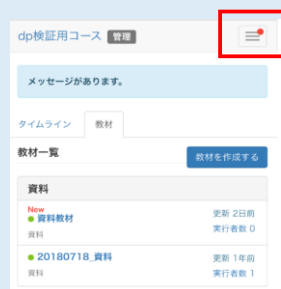 dp検証用コース 管理
メッセージがあります。
タイムライン 教材
教材一覧 教材を作成する
資料
New
資料教材 更新 2日前
資料 実行者数 0
20180718_資料 更新 1年前
資料 実行者数 1